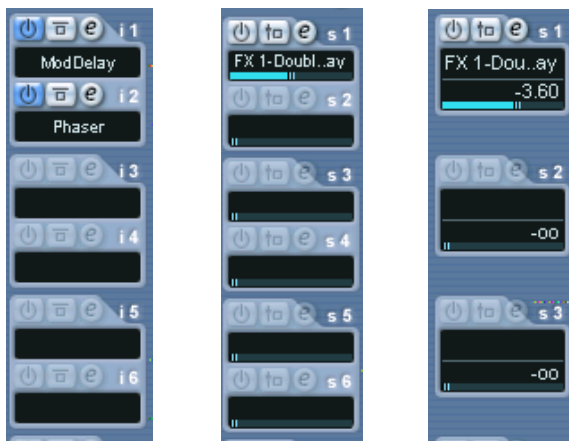 e i 1
ModDelay
e i 2
Phaser
e i 3
e i 4
e i 5
e i 6
e s 1
FX 1-Doubl..ay
e s 2
e s 3
e s 4
e s 5
e s 6
e s 1
FX 1-Dou..ay
-3.60
e s 2
-oo
e s 3
-oo